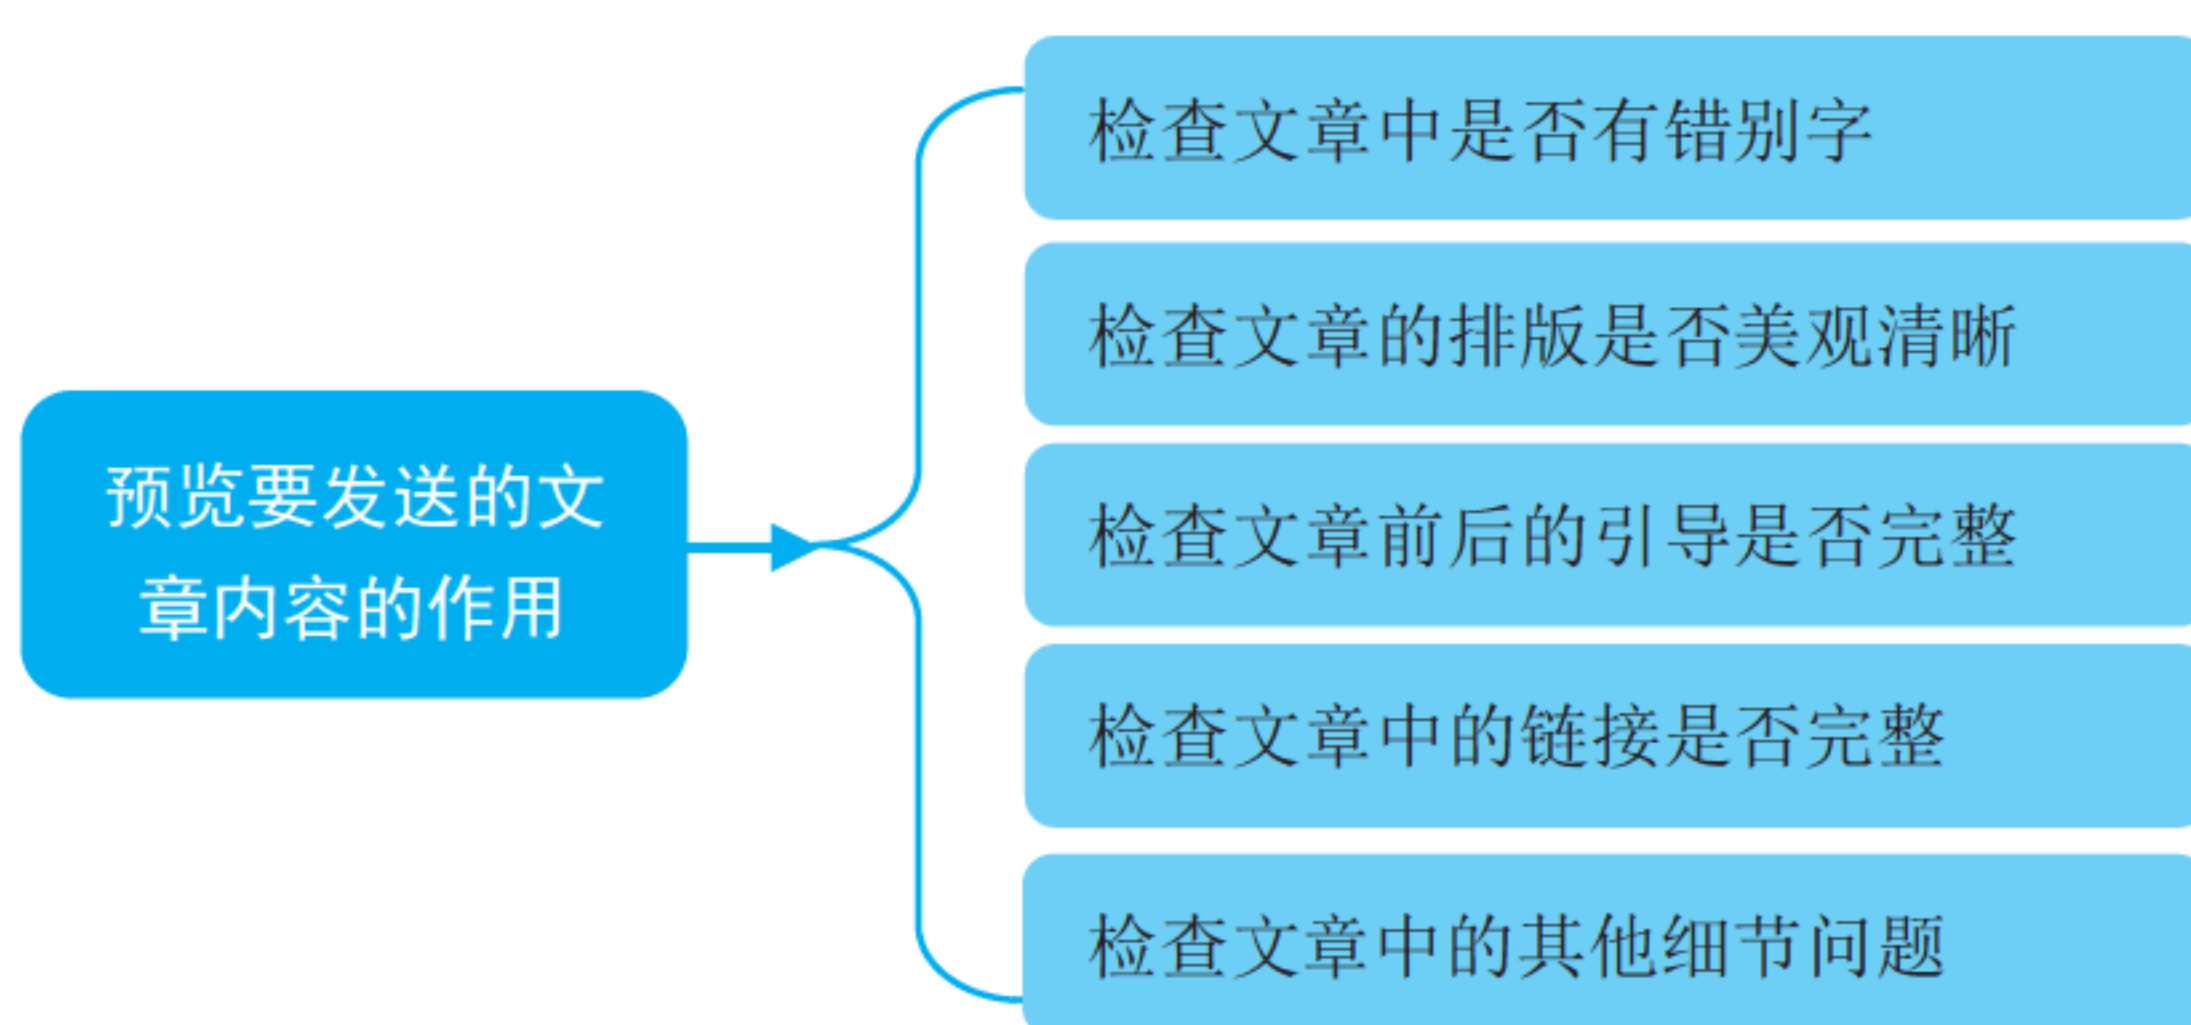 预览要发送的文
章内容的作用
检查文章中是否有错别字
检查文章的排版是否美观清晰
检查文章前后的引导是否完整
检查文章中的链接是否完整
检查文章中的其他细节问题